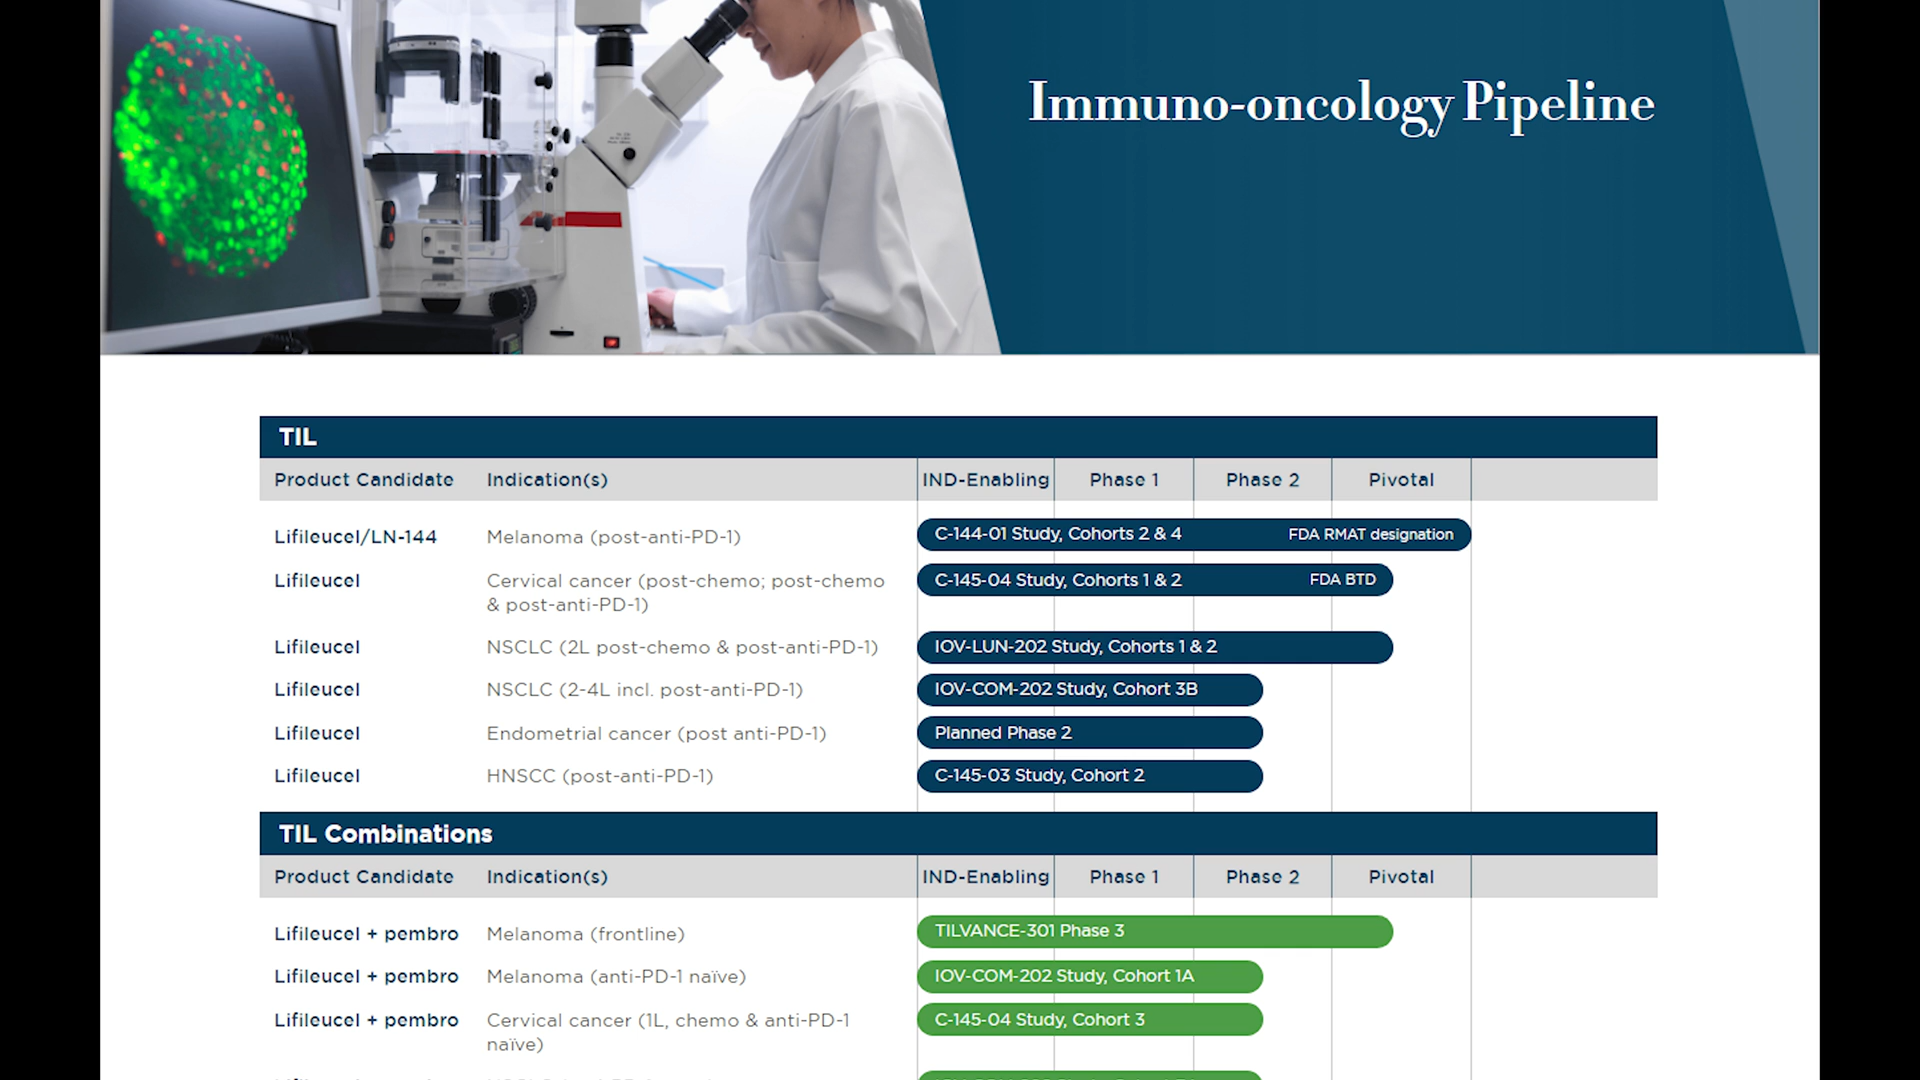 Immuno-oncology Pipeline
TIL
Product Candidate Indication(s) IND-Enabling Phase 1 Phase 2 Pivotal
Lifileucel/LN-144 Melanoma (post-anti-PD-1) C-144-01 Study, Cohorts 2 & 4 FDA RMAT designation
Lifileucel Cervical cancer (post-chemo; post-chemo C-145-04 Study, Cohorts 1 & 2 FDA BTD
& post-anti-PD-1)
Lifileucel NSCLC (2L post-chemo & post-anti-PD-1) IOV-LUN-202 Study, Cohorts 1 & 2
Lifileucel NSCLC (2-4L incl. post-anti-PD-1) IOV-COM-202 Study, Cohort 3B
Lifileucel Endometrial cancer (post anti-PD-1) Planned Phase 2
Lifileucel HNSCC (post-anti-PD-1) C-145-03 Study, Cohort 2
TIL Combinations
Product Candidate Indication(s) IND-Enabling Phase 1 Phase 2 Pivotal
Lifileucel + pembro Melanoma (frontline) TILVANCE-301 Phase 3
Lifileucel + pembro Melanoma (anti-PD-1 naïve) IOV-COM-202 Study, Cohort 1A
Lifileucel + pembro Cervical cancer (1L, chemo & anti-PD-1 C-145-04 Study, Cohort 3
naïve)